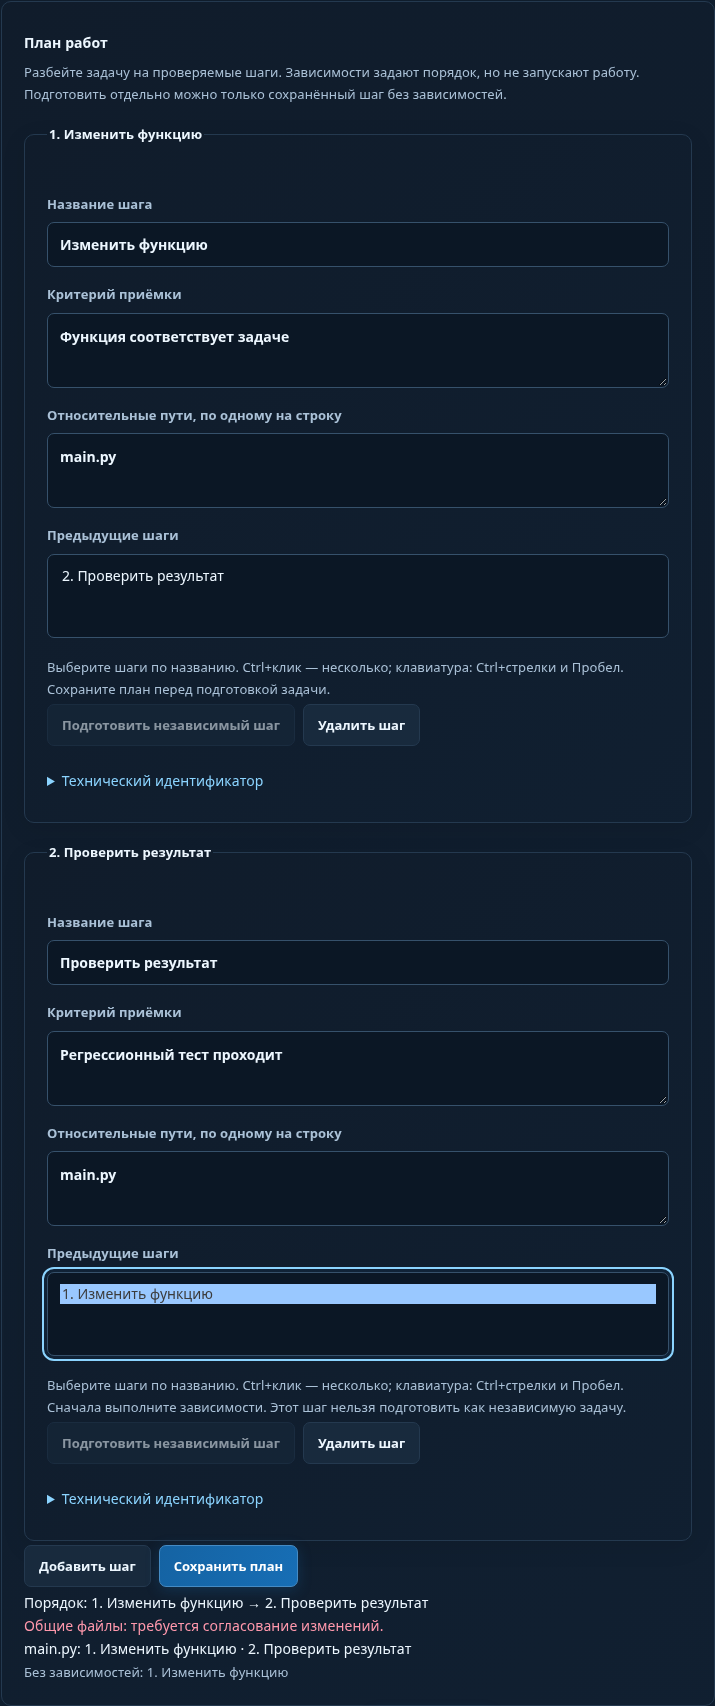 План работ
Разбейте задачу на проверяемые шаги. Зависимости задают порядок, но не запускают работу.
Подготовить отдельно можно только сохранённый шаг без зависимостей.
1. Изменить функцию
Название шага
Изменить функцию
Критерий приёмки
Функция соответствует задаче
Относительные пути, по одному на строку
main.py
Предыдущие шаги
2. Проверить результат
Выберите шаги по названию. Ctrl+клик — несколько; клавиатура: Ctrl+стрелки и Пробел.
Сохраните план перед подготовкой задачи.
Подготовить независимый шаг
Удалить шаг
Технический идентификатор
2. Проверить результат
Название шага
Проверить результат
Критерий приёмки
Регрессионный тест проходит
Относительные пути, по одному на строку
main.py
Предыдущие шаги
1. Изменить функцию
Выберите шаги по названию. Ctrl+клик — несколько; клавиатура: Ctrl+стрелки и Пробел.
Сначала выполните зависимости. Этот шаг нельзя подготовить как независимую задачу.
Подготовить независимый шаг
Удалить шаг
Технический идентификатор
Добавить шаг
Сохранить план
Порядок: 1. Изменить функцию → 2. Проверить результат
Общие файлы: требуется согласование изменений.
main.py: 1. Изменить функцию · 2. Проверить результат
Без зависимостей: 1. Изменить функцию